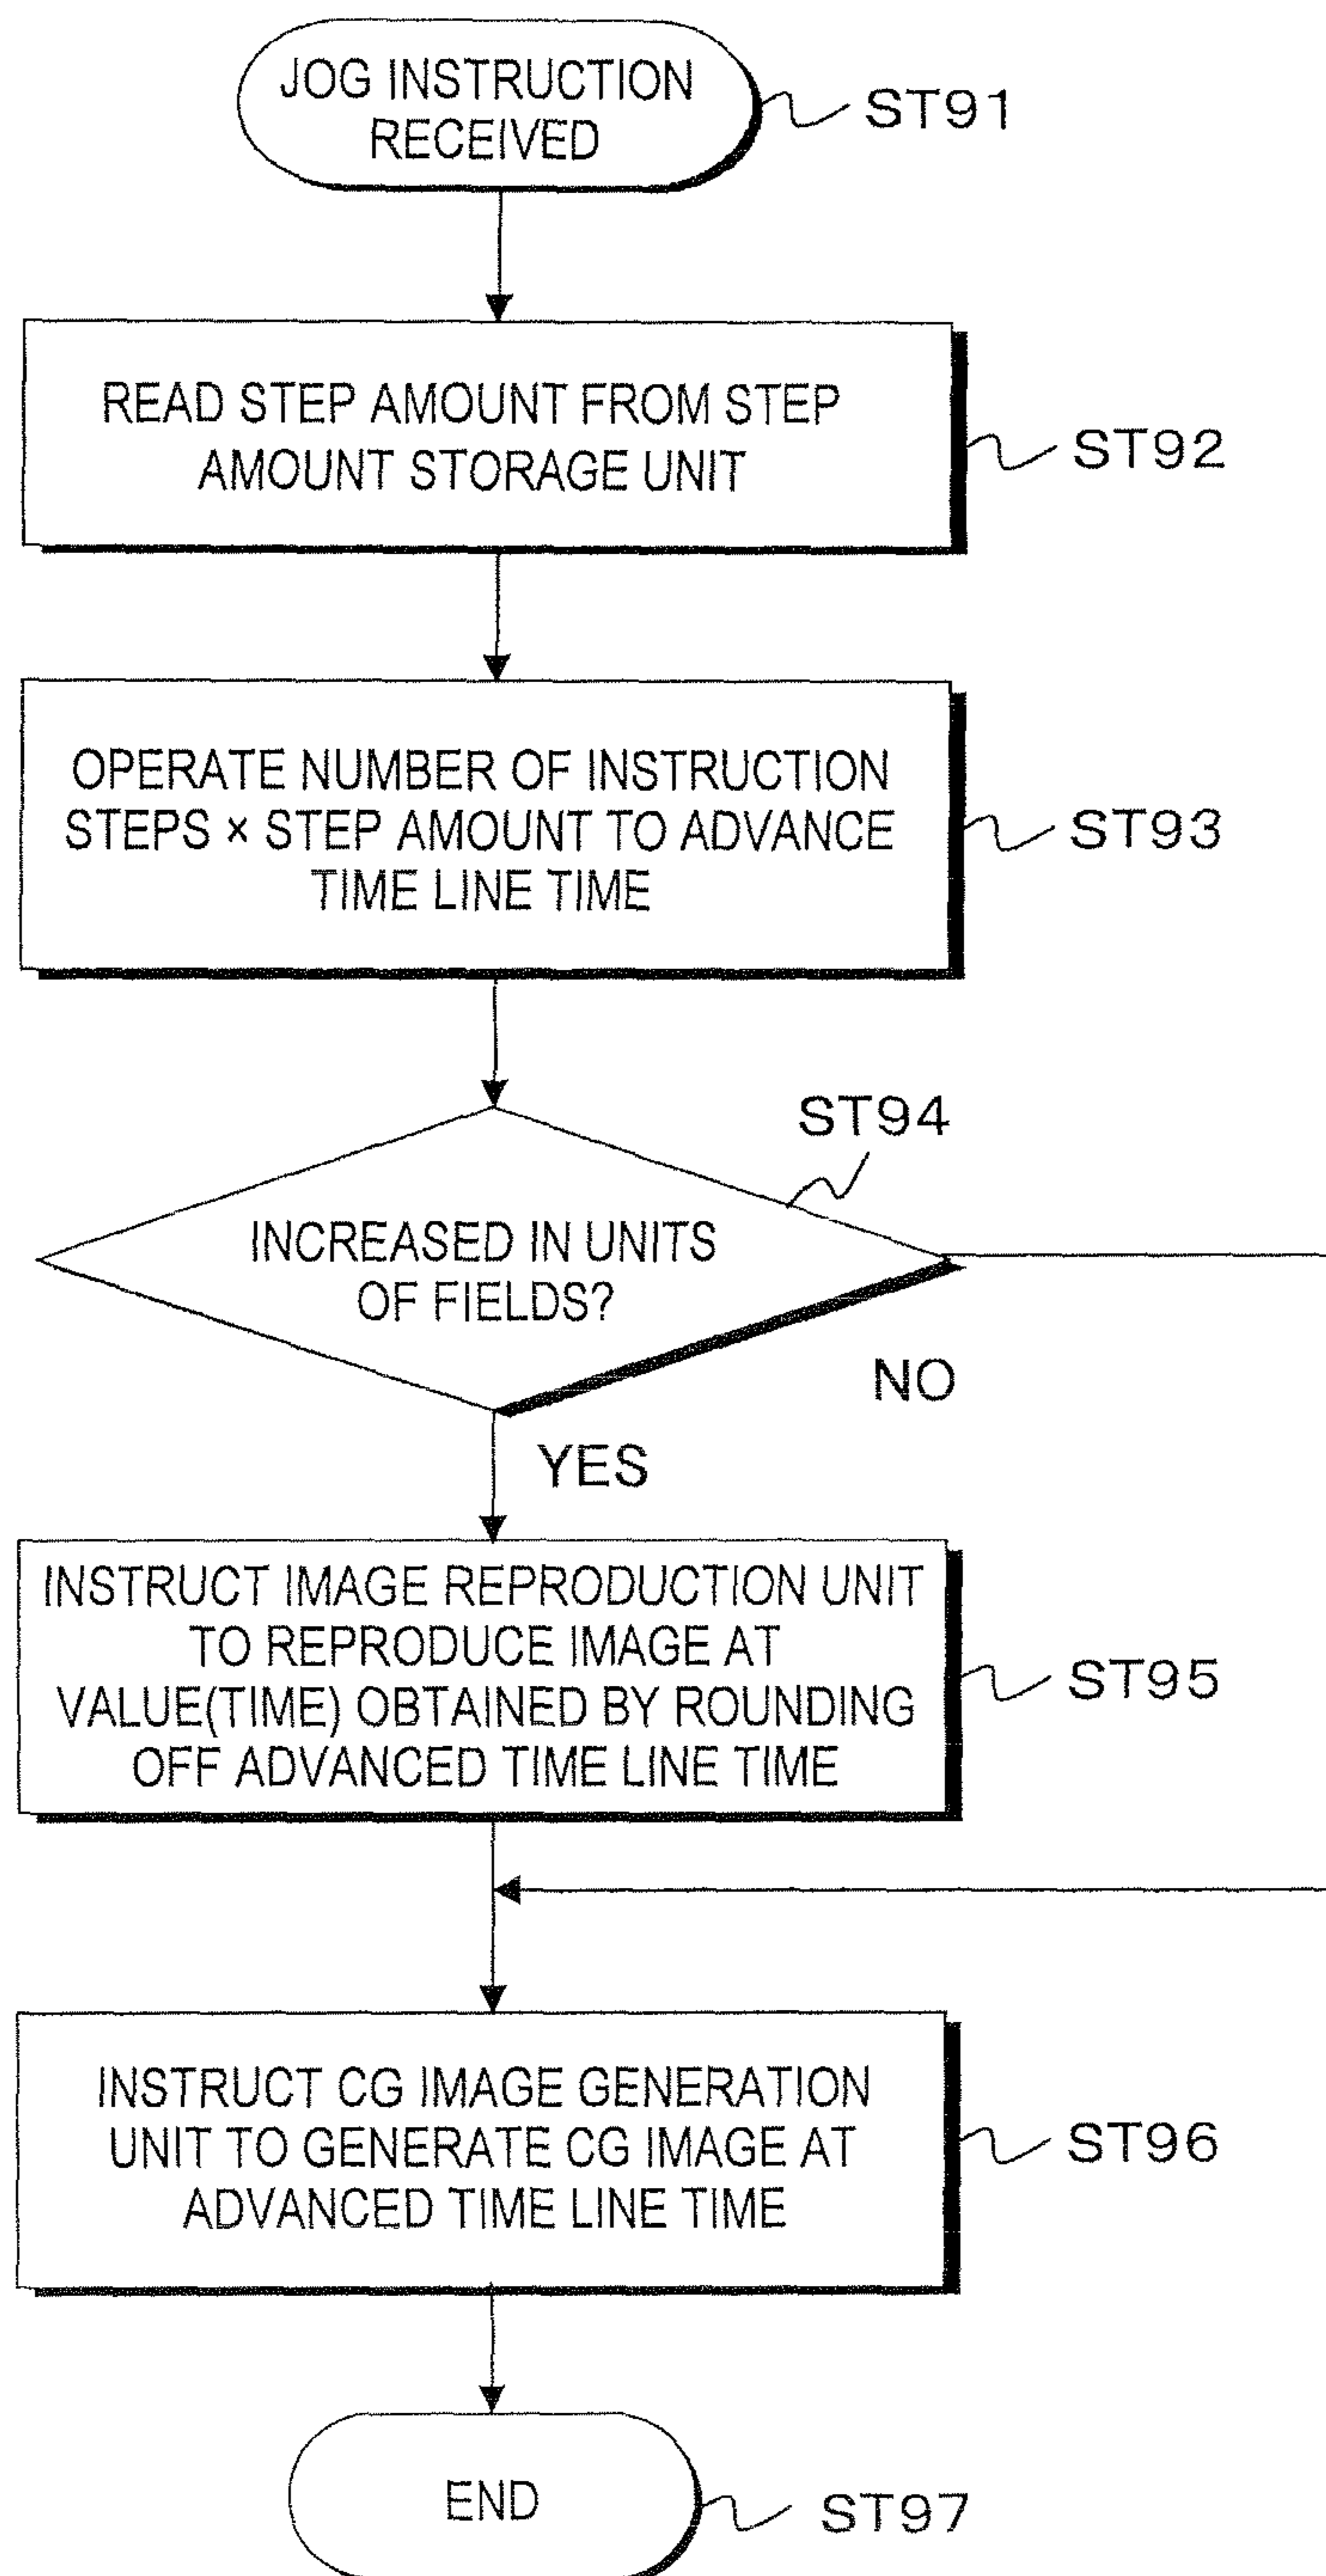 JOG INSTRUCTION
RECEIVED
ST91
READ STEP AMOUNT FROM STEP
AMOUNT STORAGE UNIT
ST92
OPERATE NUMBER OF INSTRUCTION
STEPS × STEP AMOUNT TO ADVANCE
TIME LINE TIME
ST93
ST94
INCREASED IN UNITS
OF FIELDS?
NO
YES
INSTRUCT IMAGE REPRODUCTION UNIT
TO REPRODUCE IMAGE AT
VALUE(TIME) OBTAINED BY ROUNDING
OFF ADVANCED TIME LINE TIME
ST95
INSTRUCT CG IMAGE GENERATION
UNIT TO GENERATE CG IMAGE AT
ADVANCED TIME LINE TIME
ST96
END
ST97